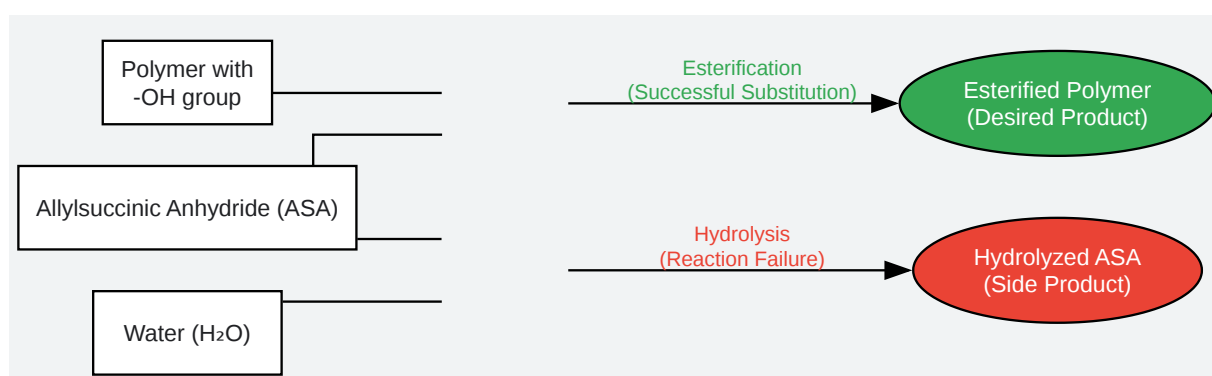 Polymer with
-OH group
Esterification
(Successful Substitution)
Esterified Polymer
(Desired Product)
Allylsuccinic Anhydride (ASA)
Hydrolysis
(Reaction Failure)
Hydrolyzed ASA
(Side Product)
Water (H₂O)